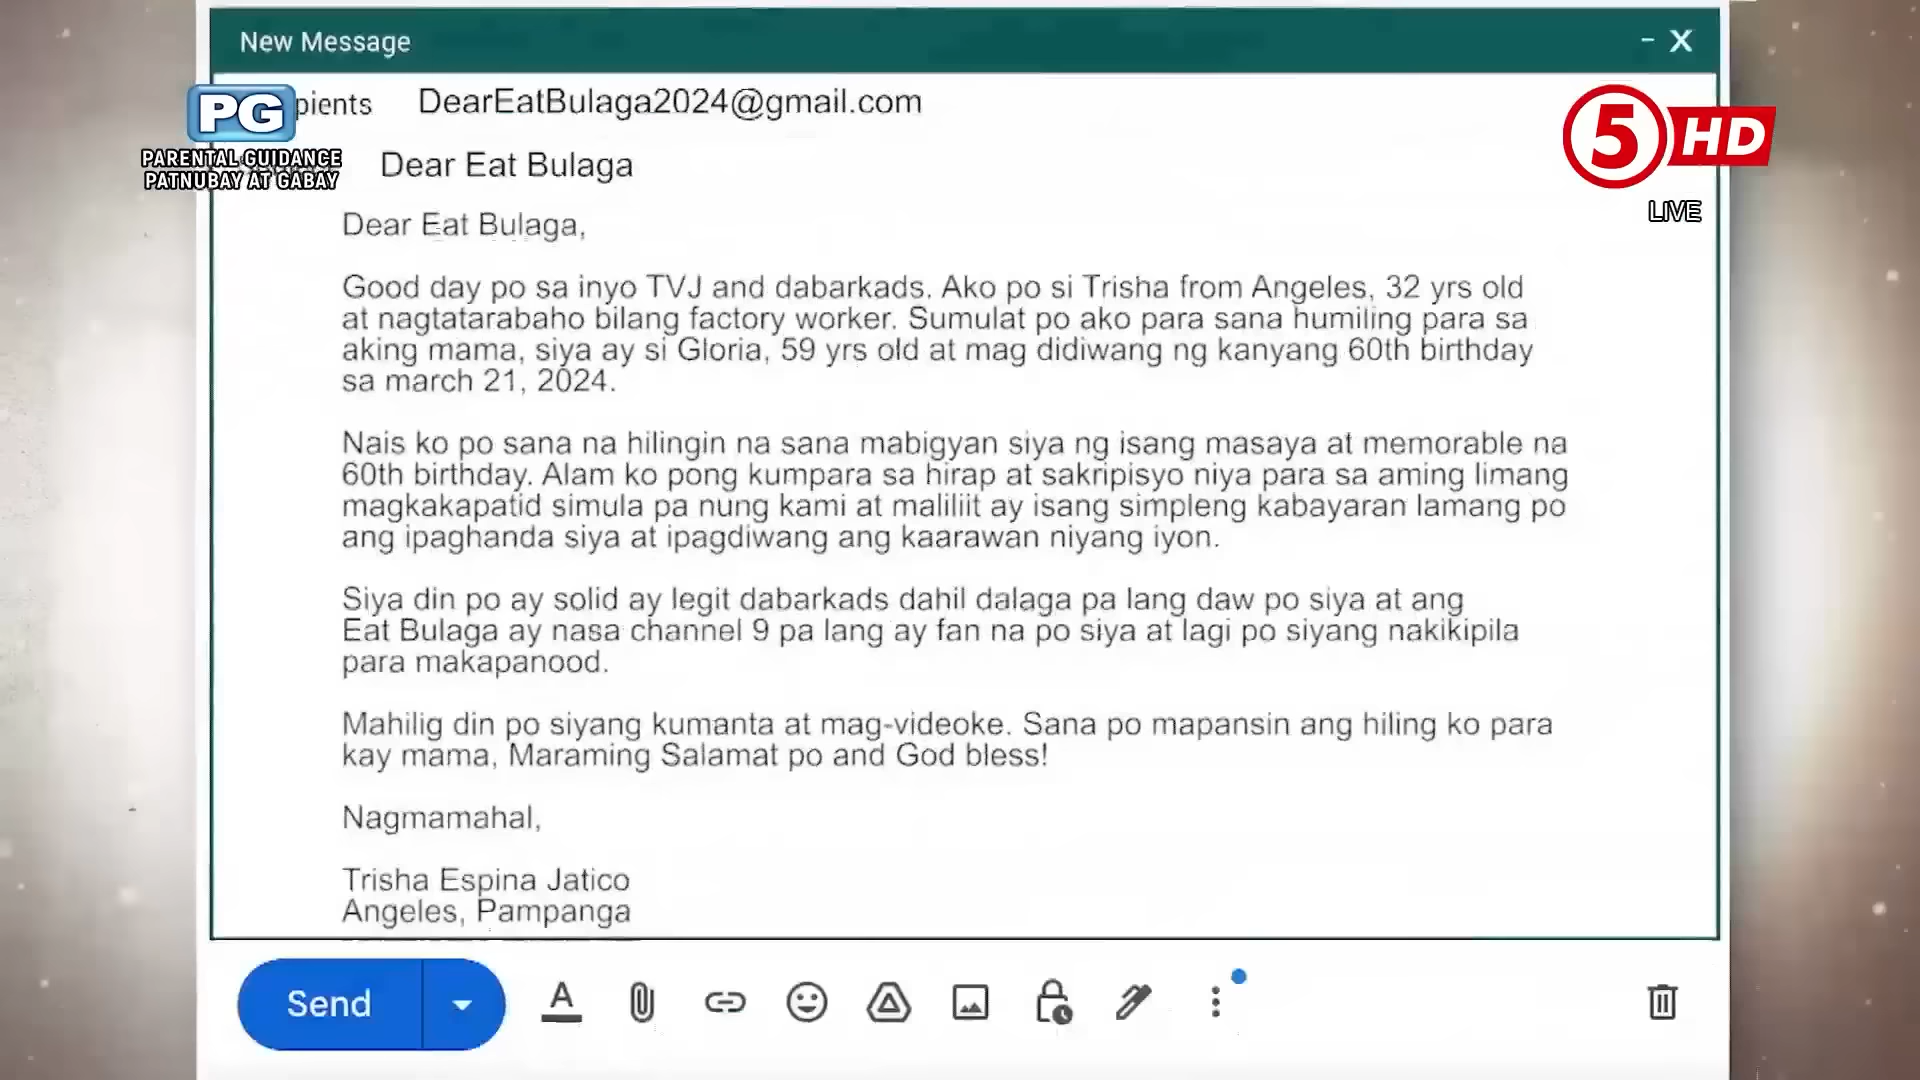 New Message
PG
pients DearEatBulaga2024@gmail.com
PARENTAL GUIDANCE
PATNUBAY AT GABAY
5 HD
LIVE
Dear Eat Bulaga
Dear Eat Bulaga,
Good day po sa inyo TVJ and dabarkads. Ako po si Trisha from Angeles, 32 yrs old
at nagtatarabaho bilang factory worker. Sumulat po ako para sana humiling para sa
aking mama, siya ay si Gloria, 59 yrs old at mag didiwang ng kanyang 60th birthday
sa march 21, 2024.
Nais ko po sana na hilingin na sana mabigyan siya ng isang masaya at memorable na
60th birthday. Alam ko pong kumpara sa hirap at sakripisyo niya para sa aming limang
magkakapatid simula pa nung kami at maliliit ay isang simpleng kabayaran lamang po
ang ipaghanda siya at ipagdiwang ang kaarawan niyang iyon.
Siya din po ay solid ay legit dabarkads dahil dalaga pa lang daw po siya at ang
Eat Bulaga ay nasa channel 9 pa lang ay fan na po siya at lagi po siyang nakikipila
para makapanood.
Mahilig din po siyang kumanta at mag-videoke. Sana po mapansin ang hiling ko para
kay mama, Maraming Salamat po and God bless!
Nagmamahal,
Trisha Espina Jatico
Angeles, Pampanga
Send